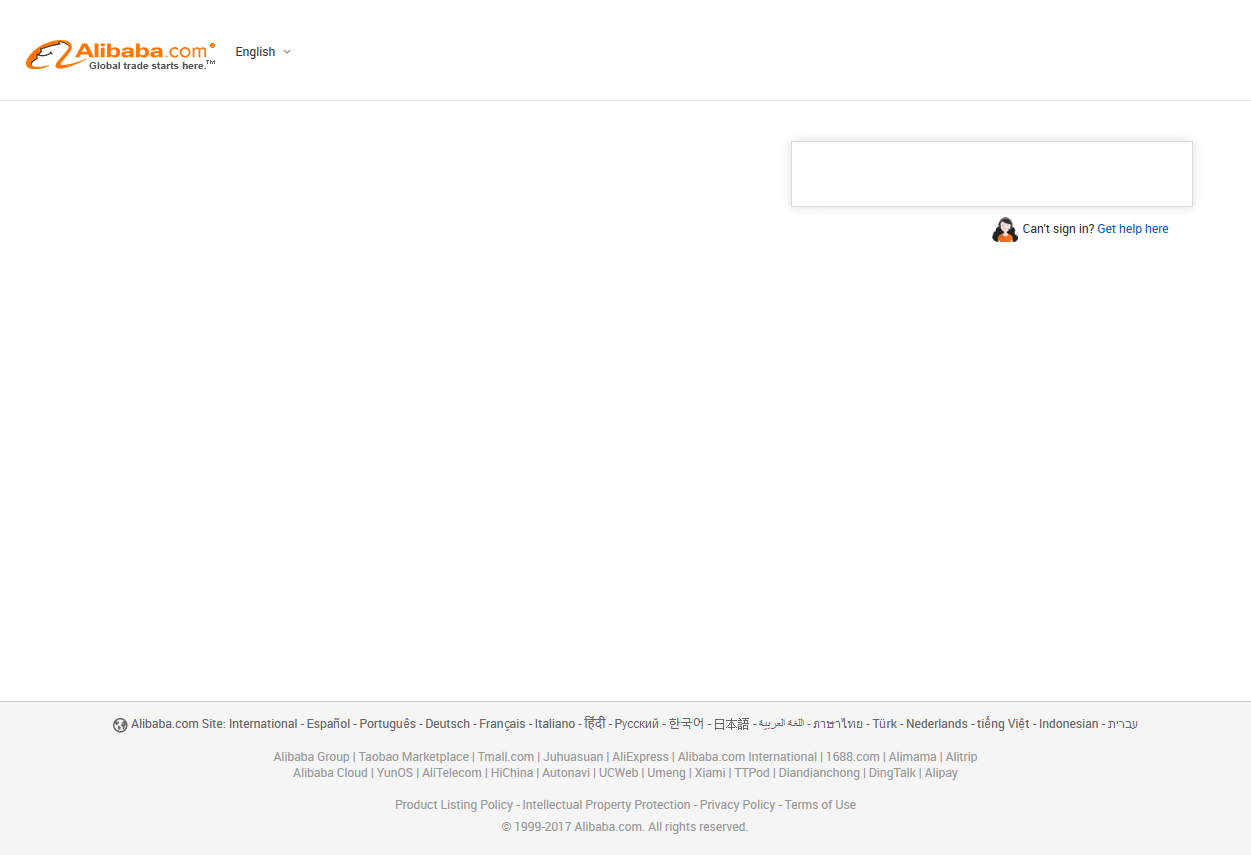 Alibaba.com®
Global trade starts here.™
English
Can't sign in? Get help here
Alibaba.com Site: International - Español - Português - Deutsch - Français - Italiano - हिंदी - Русский - 한국어 - 日本語 - اللغة العربية - ภาษาไทย - Türk - Nederlands - tiếng Việt - Indonesian - עברית
Alibaba Group | Taobao Marketplace | Tmall.com | Juhuasuan | AliExpress | Alibaba.com International | 1688.com | Alimama | Alitrip
Alibaba Cloud | YunOS | AliTelecom | HiChina | Autonavi | UCWeb | Umeng | Xiami | TTPod | Diandianchong | DingTalk | Alipay
Product Listing Policy - Intellectual Property Protection - Privacy Policy - Terms of Use
© 1999-2017 Alibaba.com. All rights reserved.